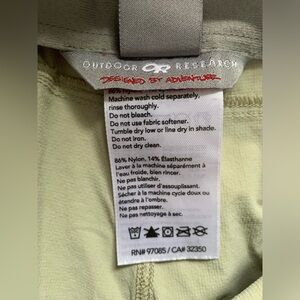 OUTDOOR OR RESEARCH
DESIGNED BY ADVENTURE
Machine wash cold separately,
rinse thoroughly.
Do not bleach.
Do not use fabric softener.
Tumble dry low or line dry in shade.
Do not iron.
Do not dry clean.
86% Nylon, 14% Élasthanne
Laver à la machine séparément à
l'eau froide, bien rincer.
Ne pas blanchir.
Ne pas utiliser d'assouplissant.
Sécher à la machine cycle doux ou
étendre à l'ombre.
Ne pas repasser.
Ne pas nettoyage à sec.
RN# 97085 / CA# 32350